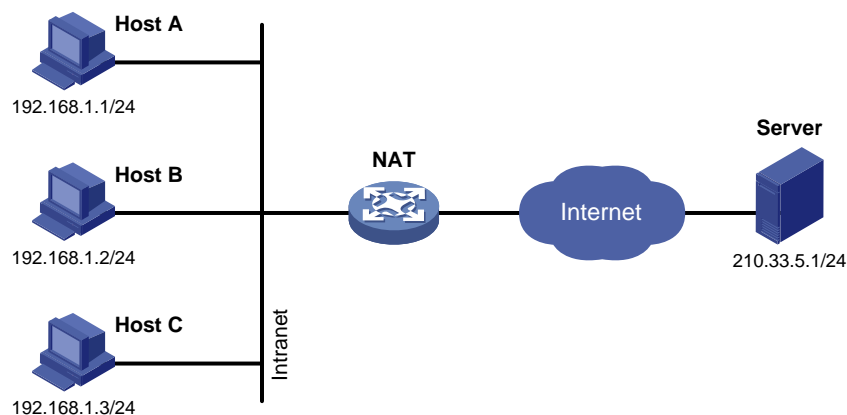 Host A
192.168.1.1/24
Host B
192.168.1.2/24
Host C
192.168.1.3/24
Intranet
NAT
Internet
Server
210.33.5.1/24